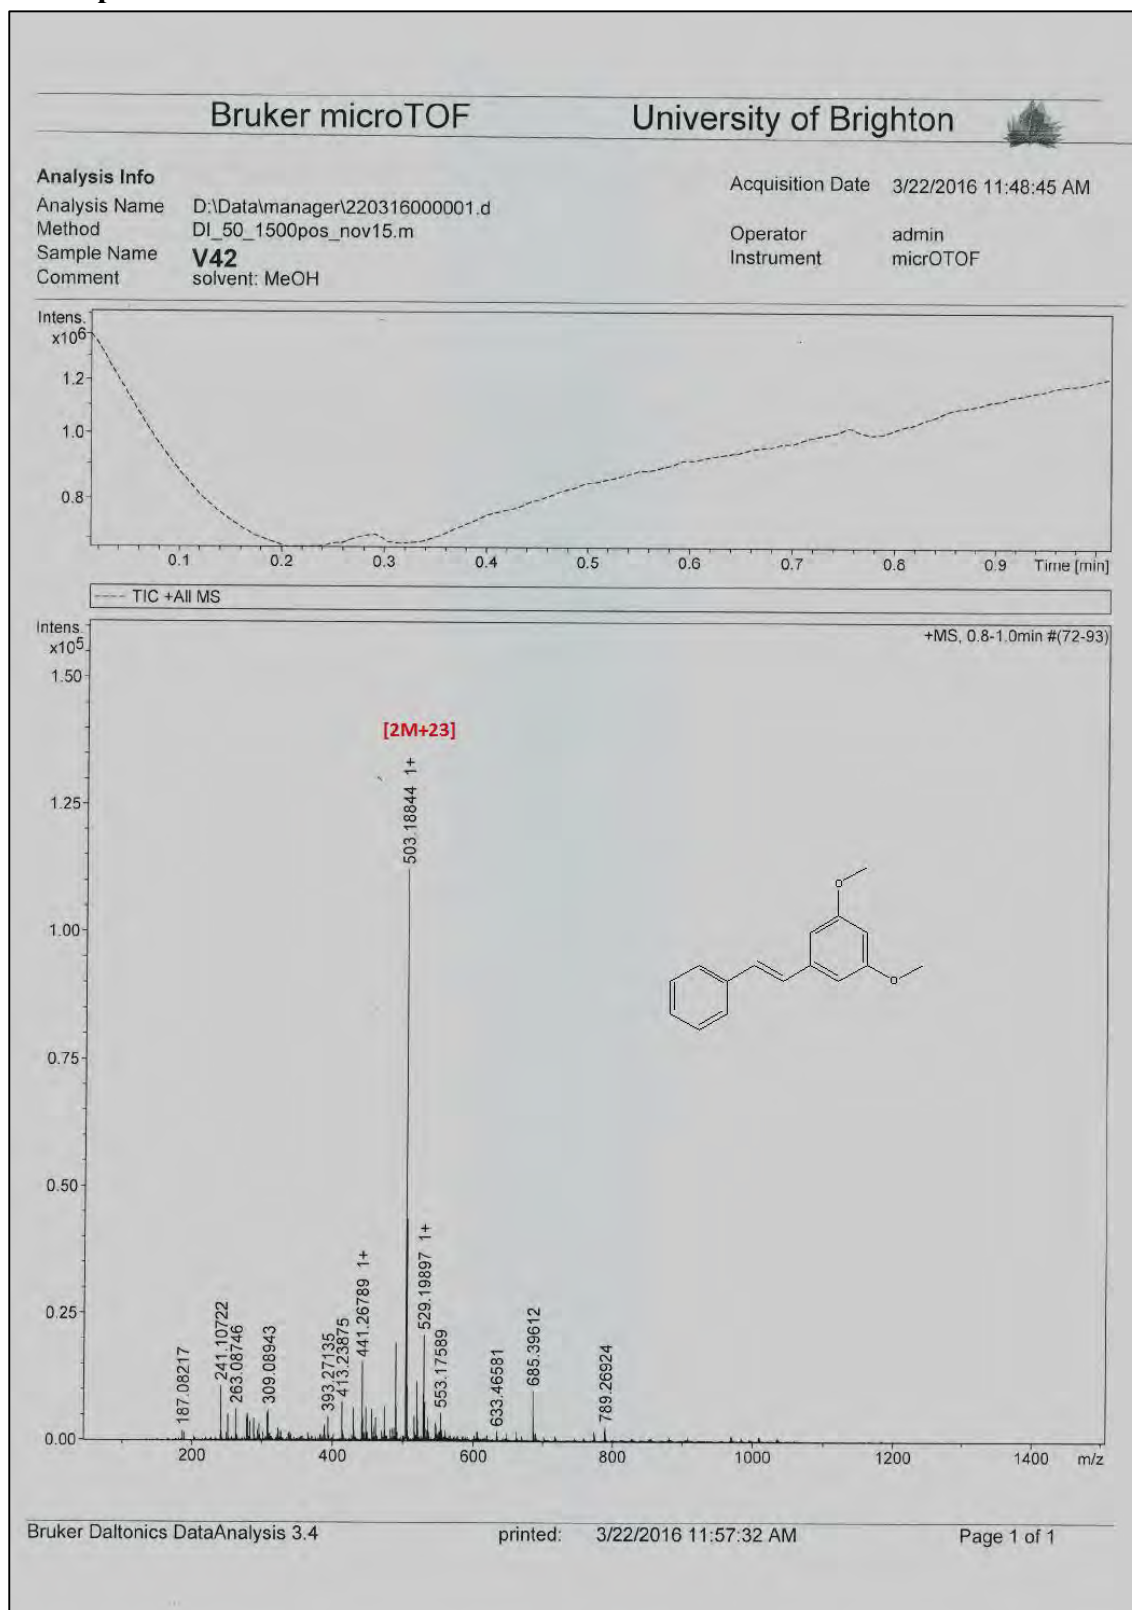 Bruker microTOF University of Brighton
Analysis Info
Acquisition Date 3/22/2016 11:48:45 AM
Analysis Name D:\Data\manager\220316000001.d
Method DI_50_1500pos_nov15.m
Operator admin
Sample Name V42
Instrument micrOTOF
Comment solvent: MeOH
Intens.
x10⁶
1.2
1.0
0.8
0.1 0.2 0.3 0.4 0.5 0.6 0.7 0.8 0.9 Time [min]
---- TIC +All MS
Intens.
x10⁵
+MS, 0.8-1.0min #(72-93)
1.50
[2M+23]
1.25
503.18844 1+
1.00
O
O
0.75
0.50
0.25
187.08217
241.10722
263.08746
309.08943
393.27135
413.23875
441.26789 1+
529.19897 1+
553.17589
633.46581
685.39612
789.26924
0.00
200 400 600 800 1000 1200 1400 m/z
Bruker Daltonics DataAnalysis 3.4 printed: 3/22/2016 11:57:32 AM Page 1 of 1